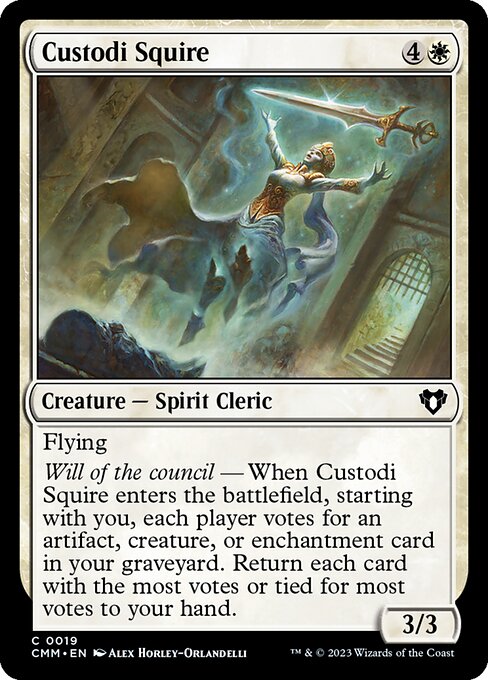 Custodi Squire 4
Creature — Spirit Cleric
Flying
Will of the council — When Custodi
Squire enters the battlefield, starting
with you, each player votes for an
artifact, creature, or enchantment card
in your graveyard. Return each card
with the most votes or tied for most
votes to your hand.
3/3
C 0019
CMM • EN Alex Horley-Orlandelli ™ & © 2023 Wizards of the Coast